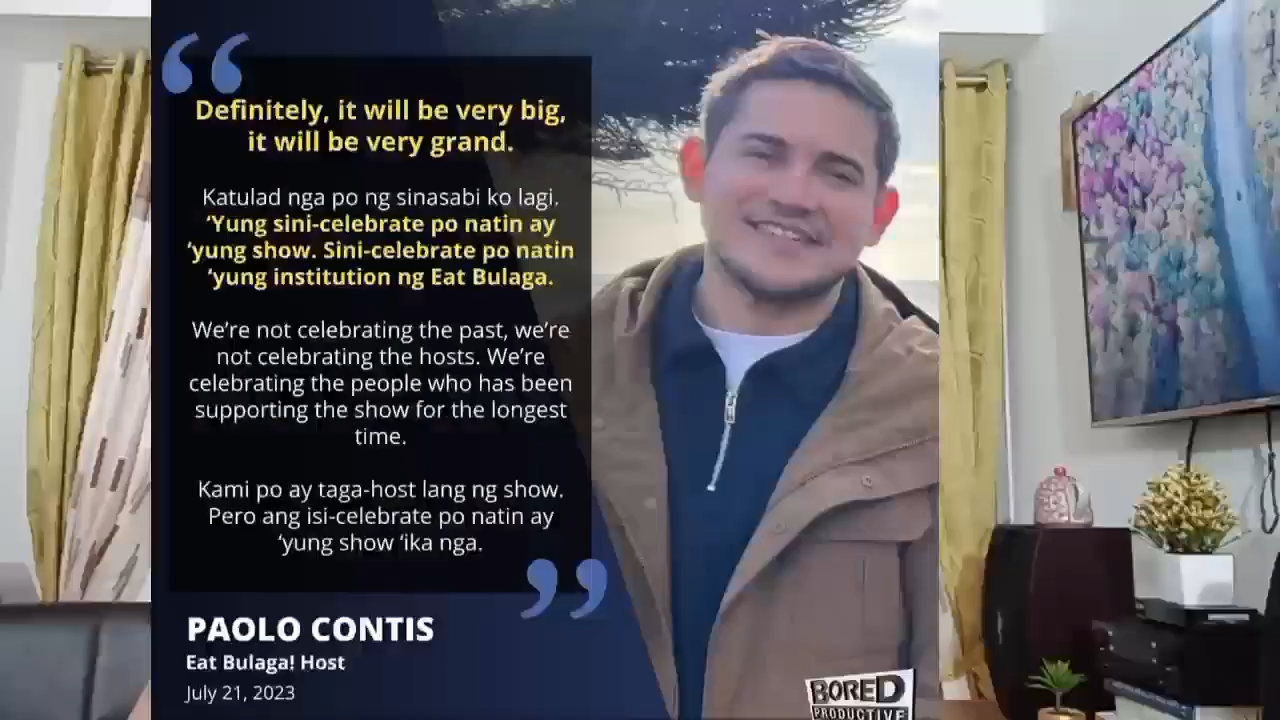 Definitely, it will be very big,
it will be very grand.
Katulad nga po ng sinasabi ko lagi.
‘Yung sini-celebrate po natin ay
‘yung show. Sini-celebrate po natin
‘yung institution ng Eat Bulaga.
We’re not celebrating the past, we’re
not celebrating the hosts. We’re
celebrating the people who has been
supporting the show for the longest
time.
Kami po ay taga-host lang ng show.
Pero ang isi-celebrate po natin ay
‘yung show ‘ika nga.
PAOLO CONTIS
Eat Bulaga! Host
July 21, 2023
BORED
PRODUCTIVE